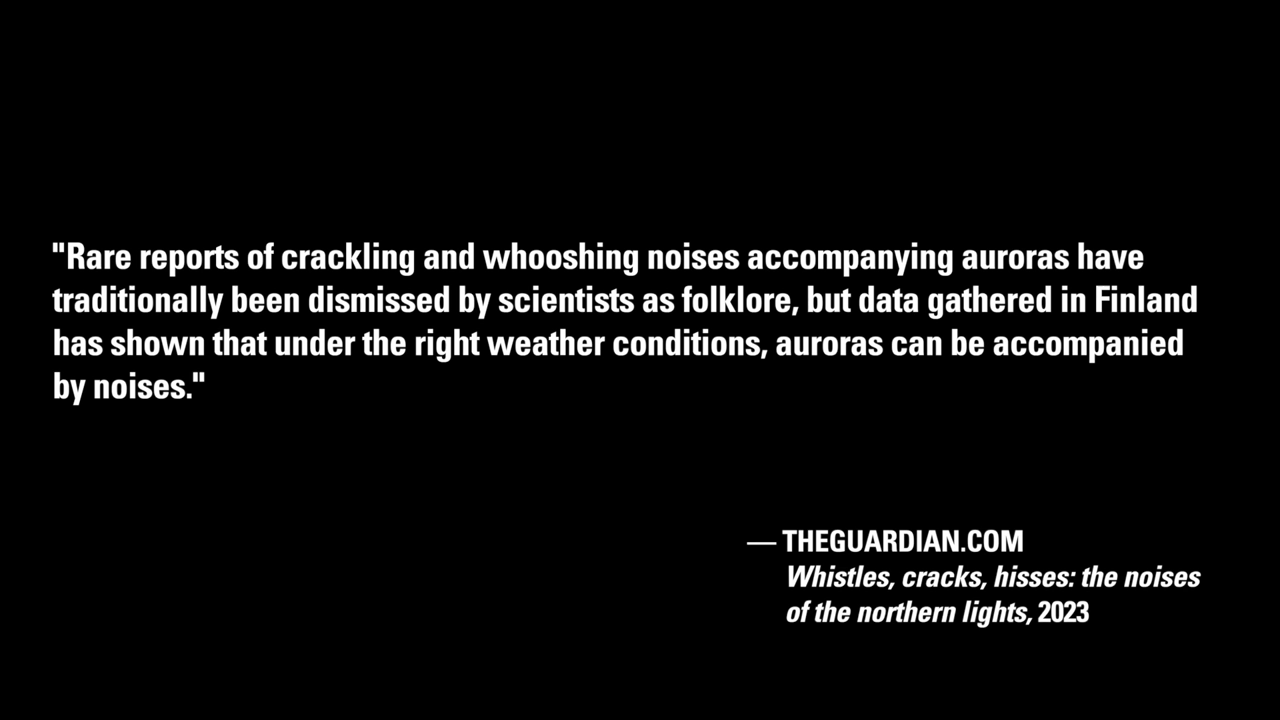 "Rare reports of crackling and whooshing noises accompanying auroras have
traditionally been dismissed by scientists as folklore, but data gathered in Finland
has shown that under the right weather conditions, auroras can be accompanied
by noises."
— THEGUARDIAN.COM
Whistles, cracks, hisses: the noises
of the northern lights, 2023